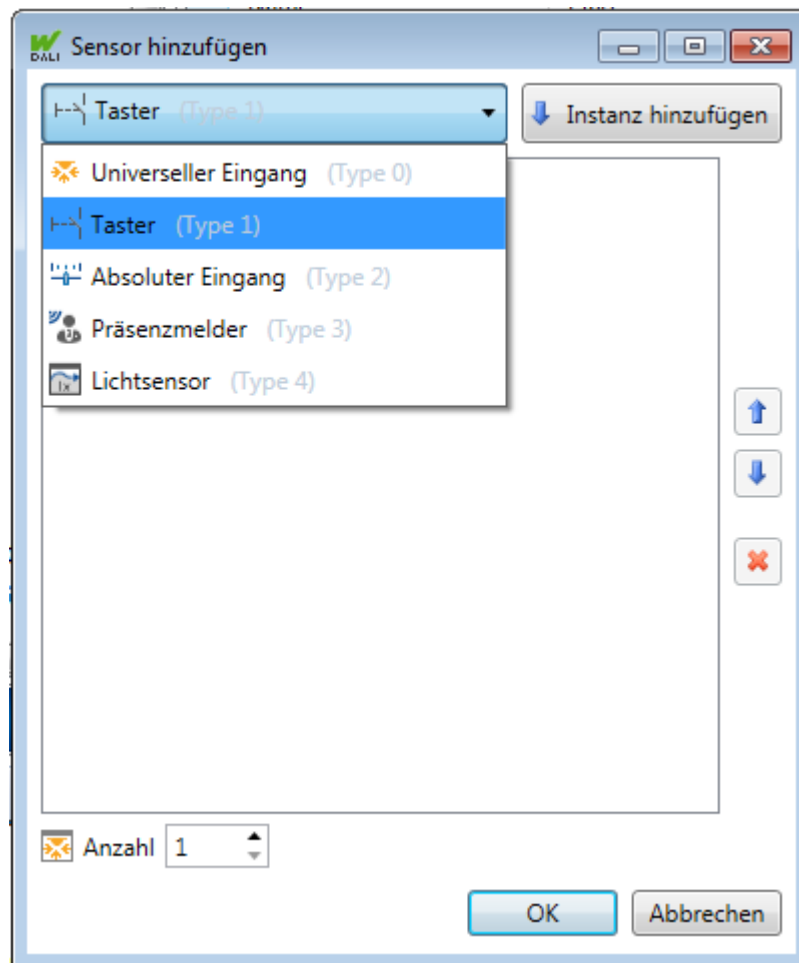 DALI Sensor hinzufügen
Taster (Type 1)
Instanz hinzufügen
Universeller Eingang (Type 0)
Taster (Type 1)
Absoluter Eingang (Type 2)
Präsenzmelder (Type 3)
Lichtsensor (Type 4)
Anzahl 1
OK
Abbrechen